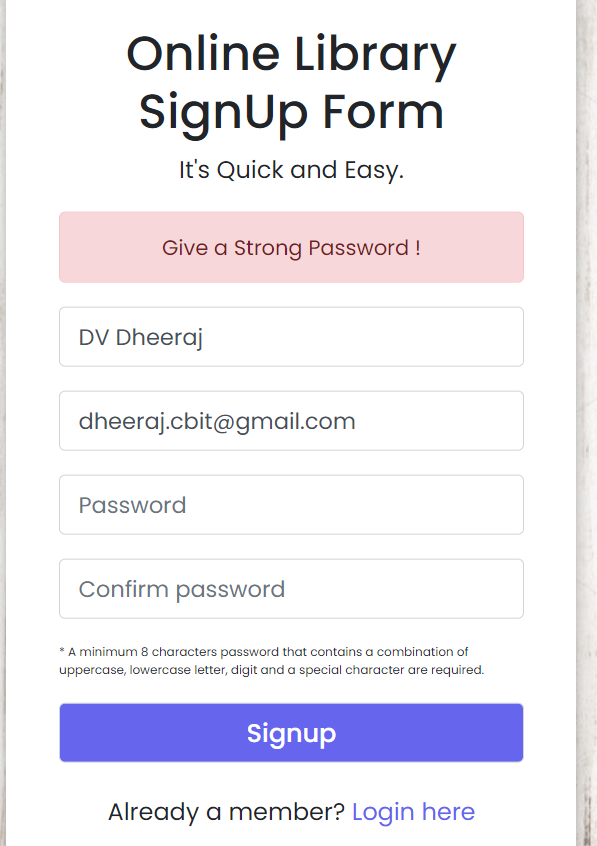 Online Library
SignUp Form
It's Quick and Easy.
Give a Strong Password !
DV Dheeraj
dheeraj.cbit@gmail.com
Password
Confirm password
* A minimum 8 characters password that contains a combination of
uppercase, lowercase letter, digit and a special character are required.
Signup
Already a member? Login here